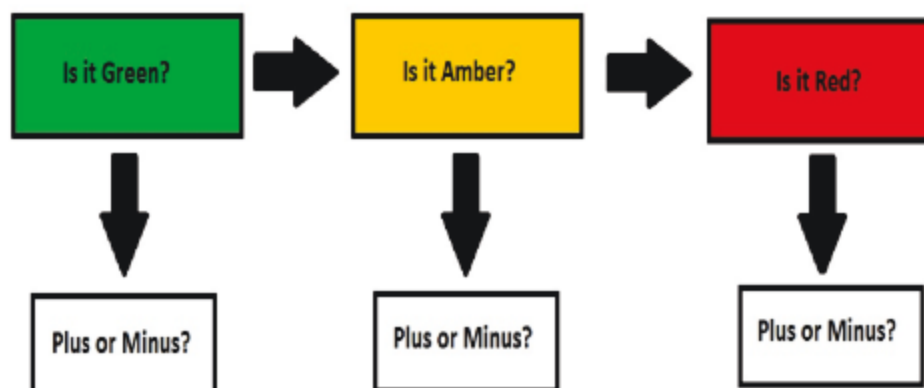 Is it Green?
Is it Amber?
Is it Red?
Plus or Minus?
Plus or Minus?
Plus or Minus?